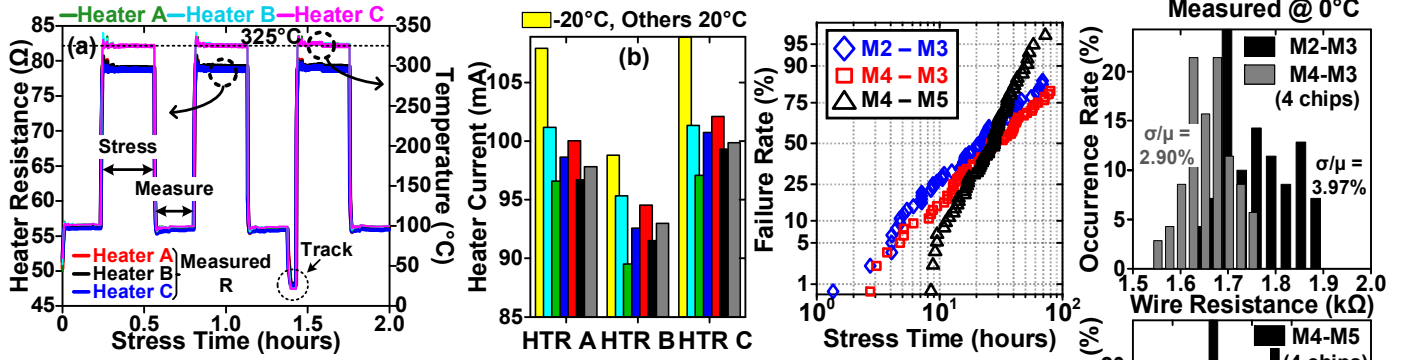 Heater A Heater B Heater C
(a)
325°C
Stress
Measure
Track
Heater A
Heater B
Heater C
Measured
R
Heater Resistance (Ω)
85
80
75
70
65
60
55
50
45
Temperature (°C)
350
300
250
200
150
100
50
0
0 0.5 1.0 1.5 2.0
Stress Time (hours)
-20°C, Others 20°C
(b)
Heater Current (mA)
105
100
95
90
85
HTR A HTR B HTR C
M2 – M3
M4 – M3
M4 – M5
Failure Rate (%)
95
90
75
50
25
10
5
1
10⁰ 10¹ 10²
Stress Time (hours)
Measured @ 0°C
M2-M3
M4-M3
(4 chips)
σ/μ =
2.90%
σ/μ =
3.97%
Occurrence Rate (%)
20
15
10
5
0
1.5 1.6 1.7 1.8 1.9 2.0
Wire Resistance (kΩ)
M4-M5
(4 chips)
(%)